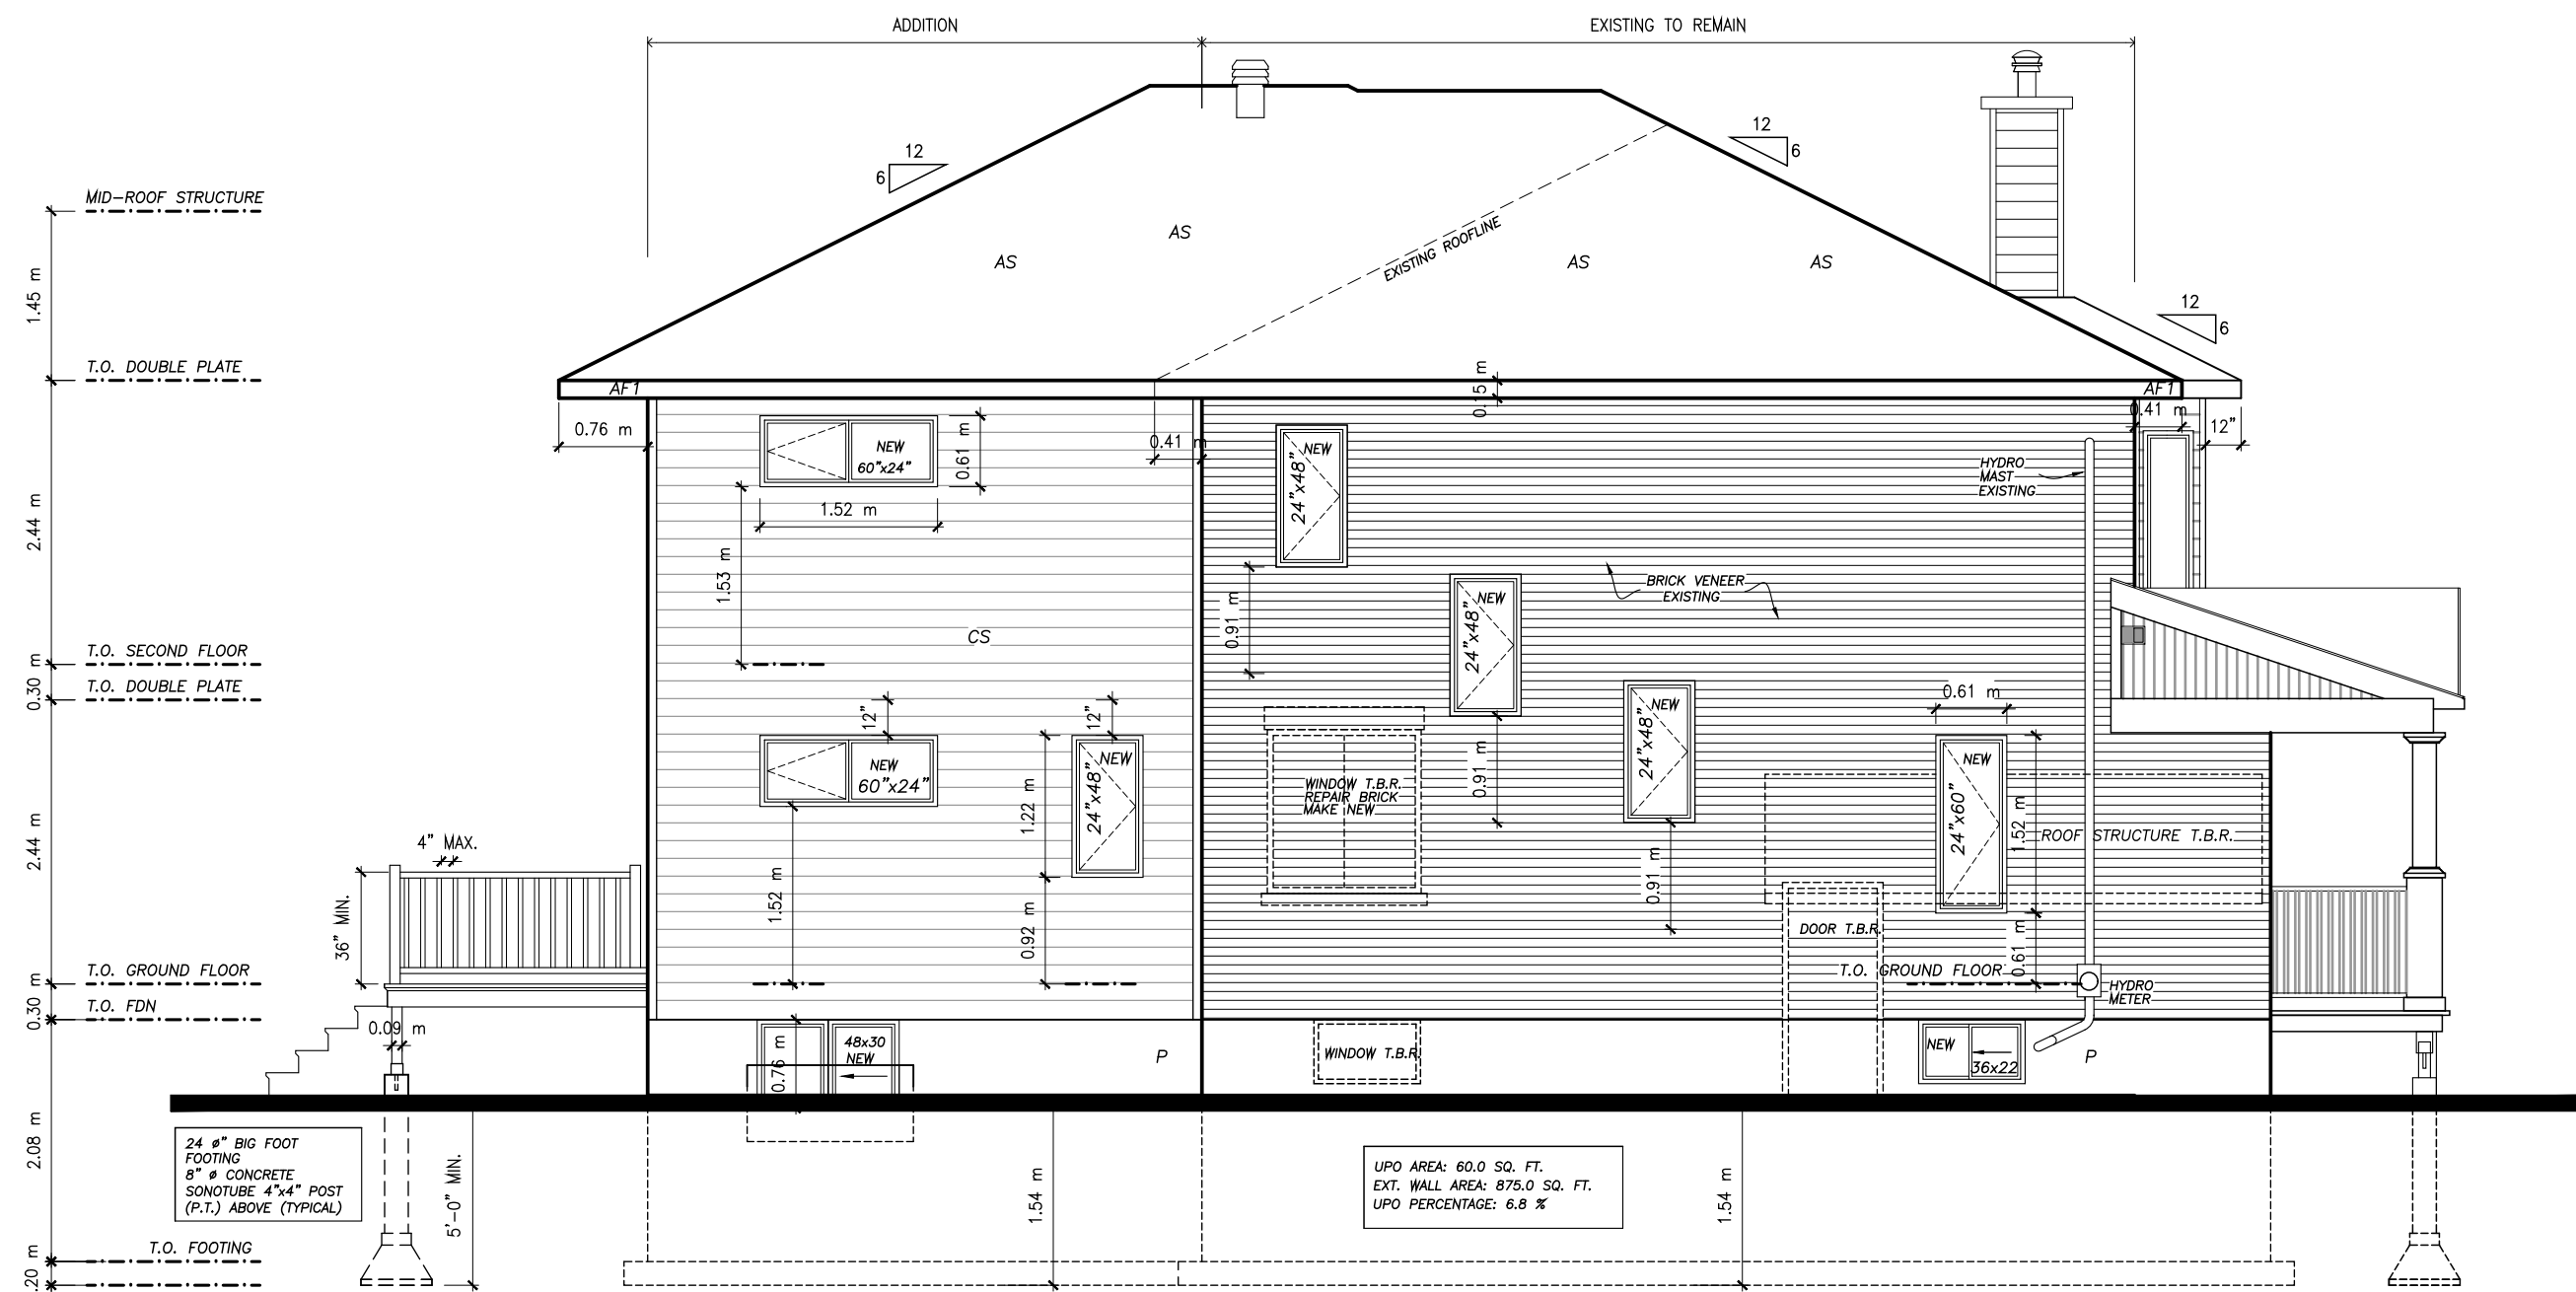 ADDITION
EXISTING TO REMAIN
12
6
12
6
12
6
MID-ROOF STRUCTURE
1.45 m
T.O. DOUBLE PLATE
2.44 m
T.O. SECOND FLOOR
0.30 m
T.O. DOUBLE PLATE
2.44 m
T.O. GROUND FLOOR
0.30 m
T.O. FDN
2.08 m
T.O. FOOTING
.20 m
AS
AS
AS
AS
EXISTING ROOFLINE
AF1
AF1
0.15 m
0.76 m
0.41 m
0.41 m
12"
NEW
60"x24"
0.61 m
1.52 m
1.53 m
CS
NEW
24"x48"
0.91 m
NEW
24"x48"
0.91 m
NEW
24"x48"
0.91 m
BRICK VENEER
EXISTING
HYDRO
MAST
EXISTING
12"
12"
NEW
60"x24"
1.52 m
NEW
24"x48"
1.22 m
0.92 m
WINDOW T.B.R.
REPAIR BRICK
MAKE NEW
0.61 m
NEW
24"x60"
1.52 m
0.61 m
ROOF STRUCTURE T.B.R.
DOOR T.B.R.
T.O. GROUND FLOOR
HYDRO
METER
4" MAX.
36" MIN.
0.09 m
48x30
NEW
0.76 m
P
WINDOW T.B.R.
NEW
36x22
P
24 ø" BIG FOOT
FOOTING
8" ø CONCRETE
SONOTUBE 4"x4" POST
(P.T.) ABOVE (TYPICAL)
5'-0" MIN.
1.54 m
UPO AREA: 60.0 SQ. FT.
EXT. WALL AREA: 875.0 SQ. FT.
UPO PERCENTAGE: 6.8 %
1.54 m